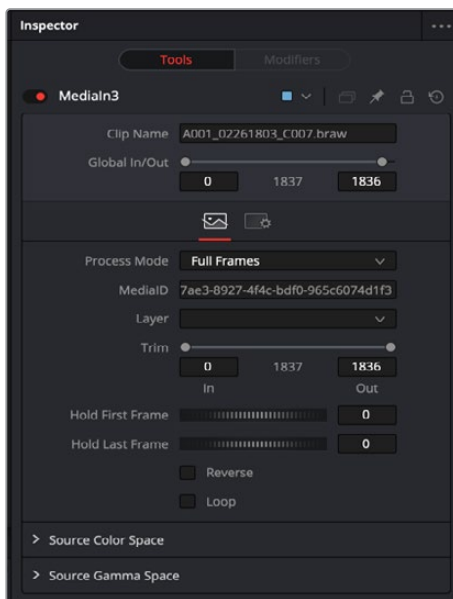 Inspector
Tools Modifiers
MediaIn3
Clip Name A001_02261803_C007.braw
Global In/Out
0 1837 1836
Process Mode Full Frames
MediaID 7ae3-8927-4f4c-bdf0-965c6074d1f3
Layer
Trim
0 1837 1836
In Out
Hold First Frame 0
Hold Last Frame 0
Reverse
Loop
Source Color Space
Source Gamma Space